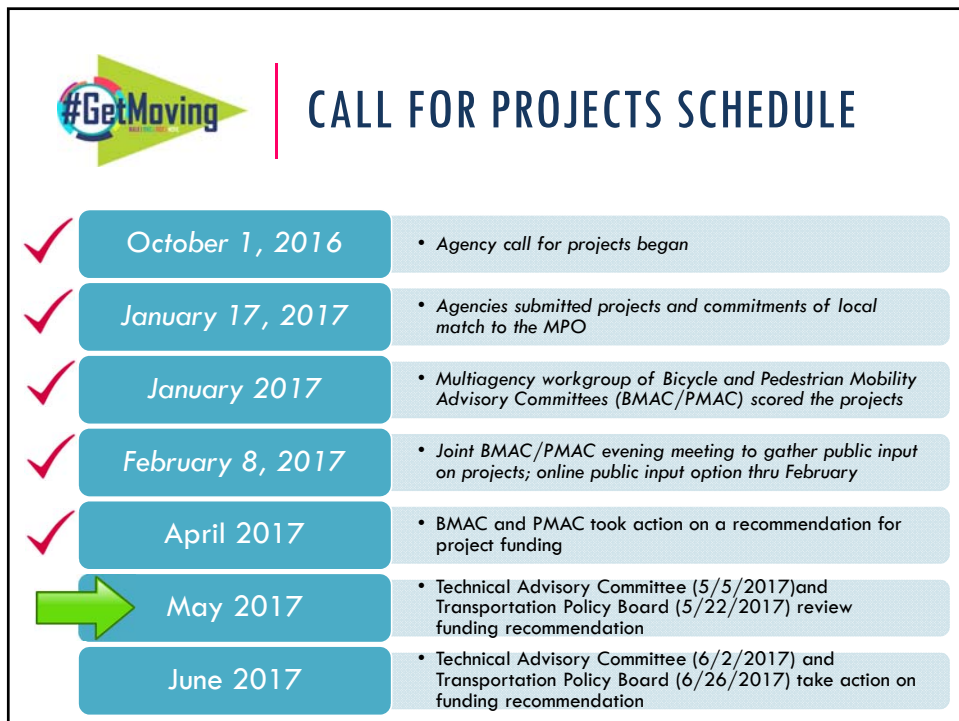 #GetMoving
CALL FOR PROJECTS SCHEDULE
October 1, 2016
• Agency call for projects began
January 17, 2017
• Agencies submitted projects and commitments of local
match to the MPO
January 2017
• Multiagency workgroup of Bicycle and Pedestrian Mobility
Advisory Committees (BMAC/PMAC) scored the projects
February 8, 2017
• Joint BMAC/PMAC evening meeting to gather public input
on projects; online public input option thru February
April 2017
• BMAC and PMAC took action on a recommendation for
project funding
May 2017
• Technical Advisory Committee (5/5/2017)and
Transportation Policy Board (5/22/2017) review
funding recommendation
June 2017
• Technical Advisory Committee (6/2/2017) and
Transportation Policy Board (6/26/2017) take action on
funding recommendation